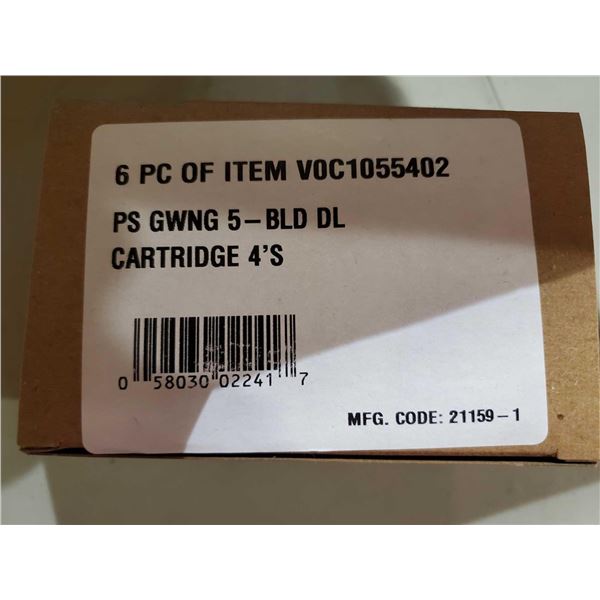 6 PC OF ITEM V0C1055402
PS GWNG 5-BLD DL
CARTRIDGE 4'S
0 58030 02241 7
MFG. CODE: 21159-1